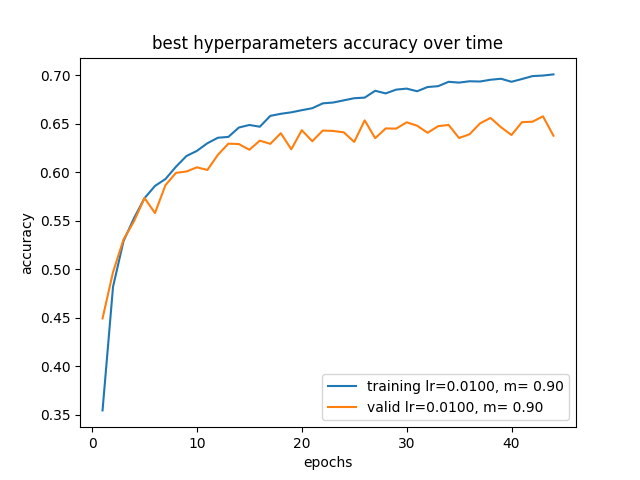 best hyperparameters accuracy over time
accuracy
0.70
0.65
0.60
0.55
0.50
0.45
0.40
0.35
training lr=0.0100, m= 0.90
valid lr=0.0100, m= 0.90
0
10
20
30
40
epochs